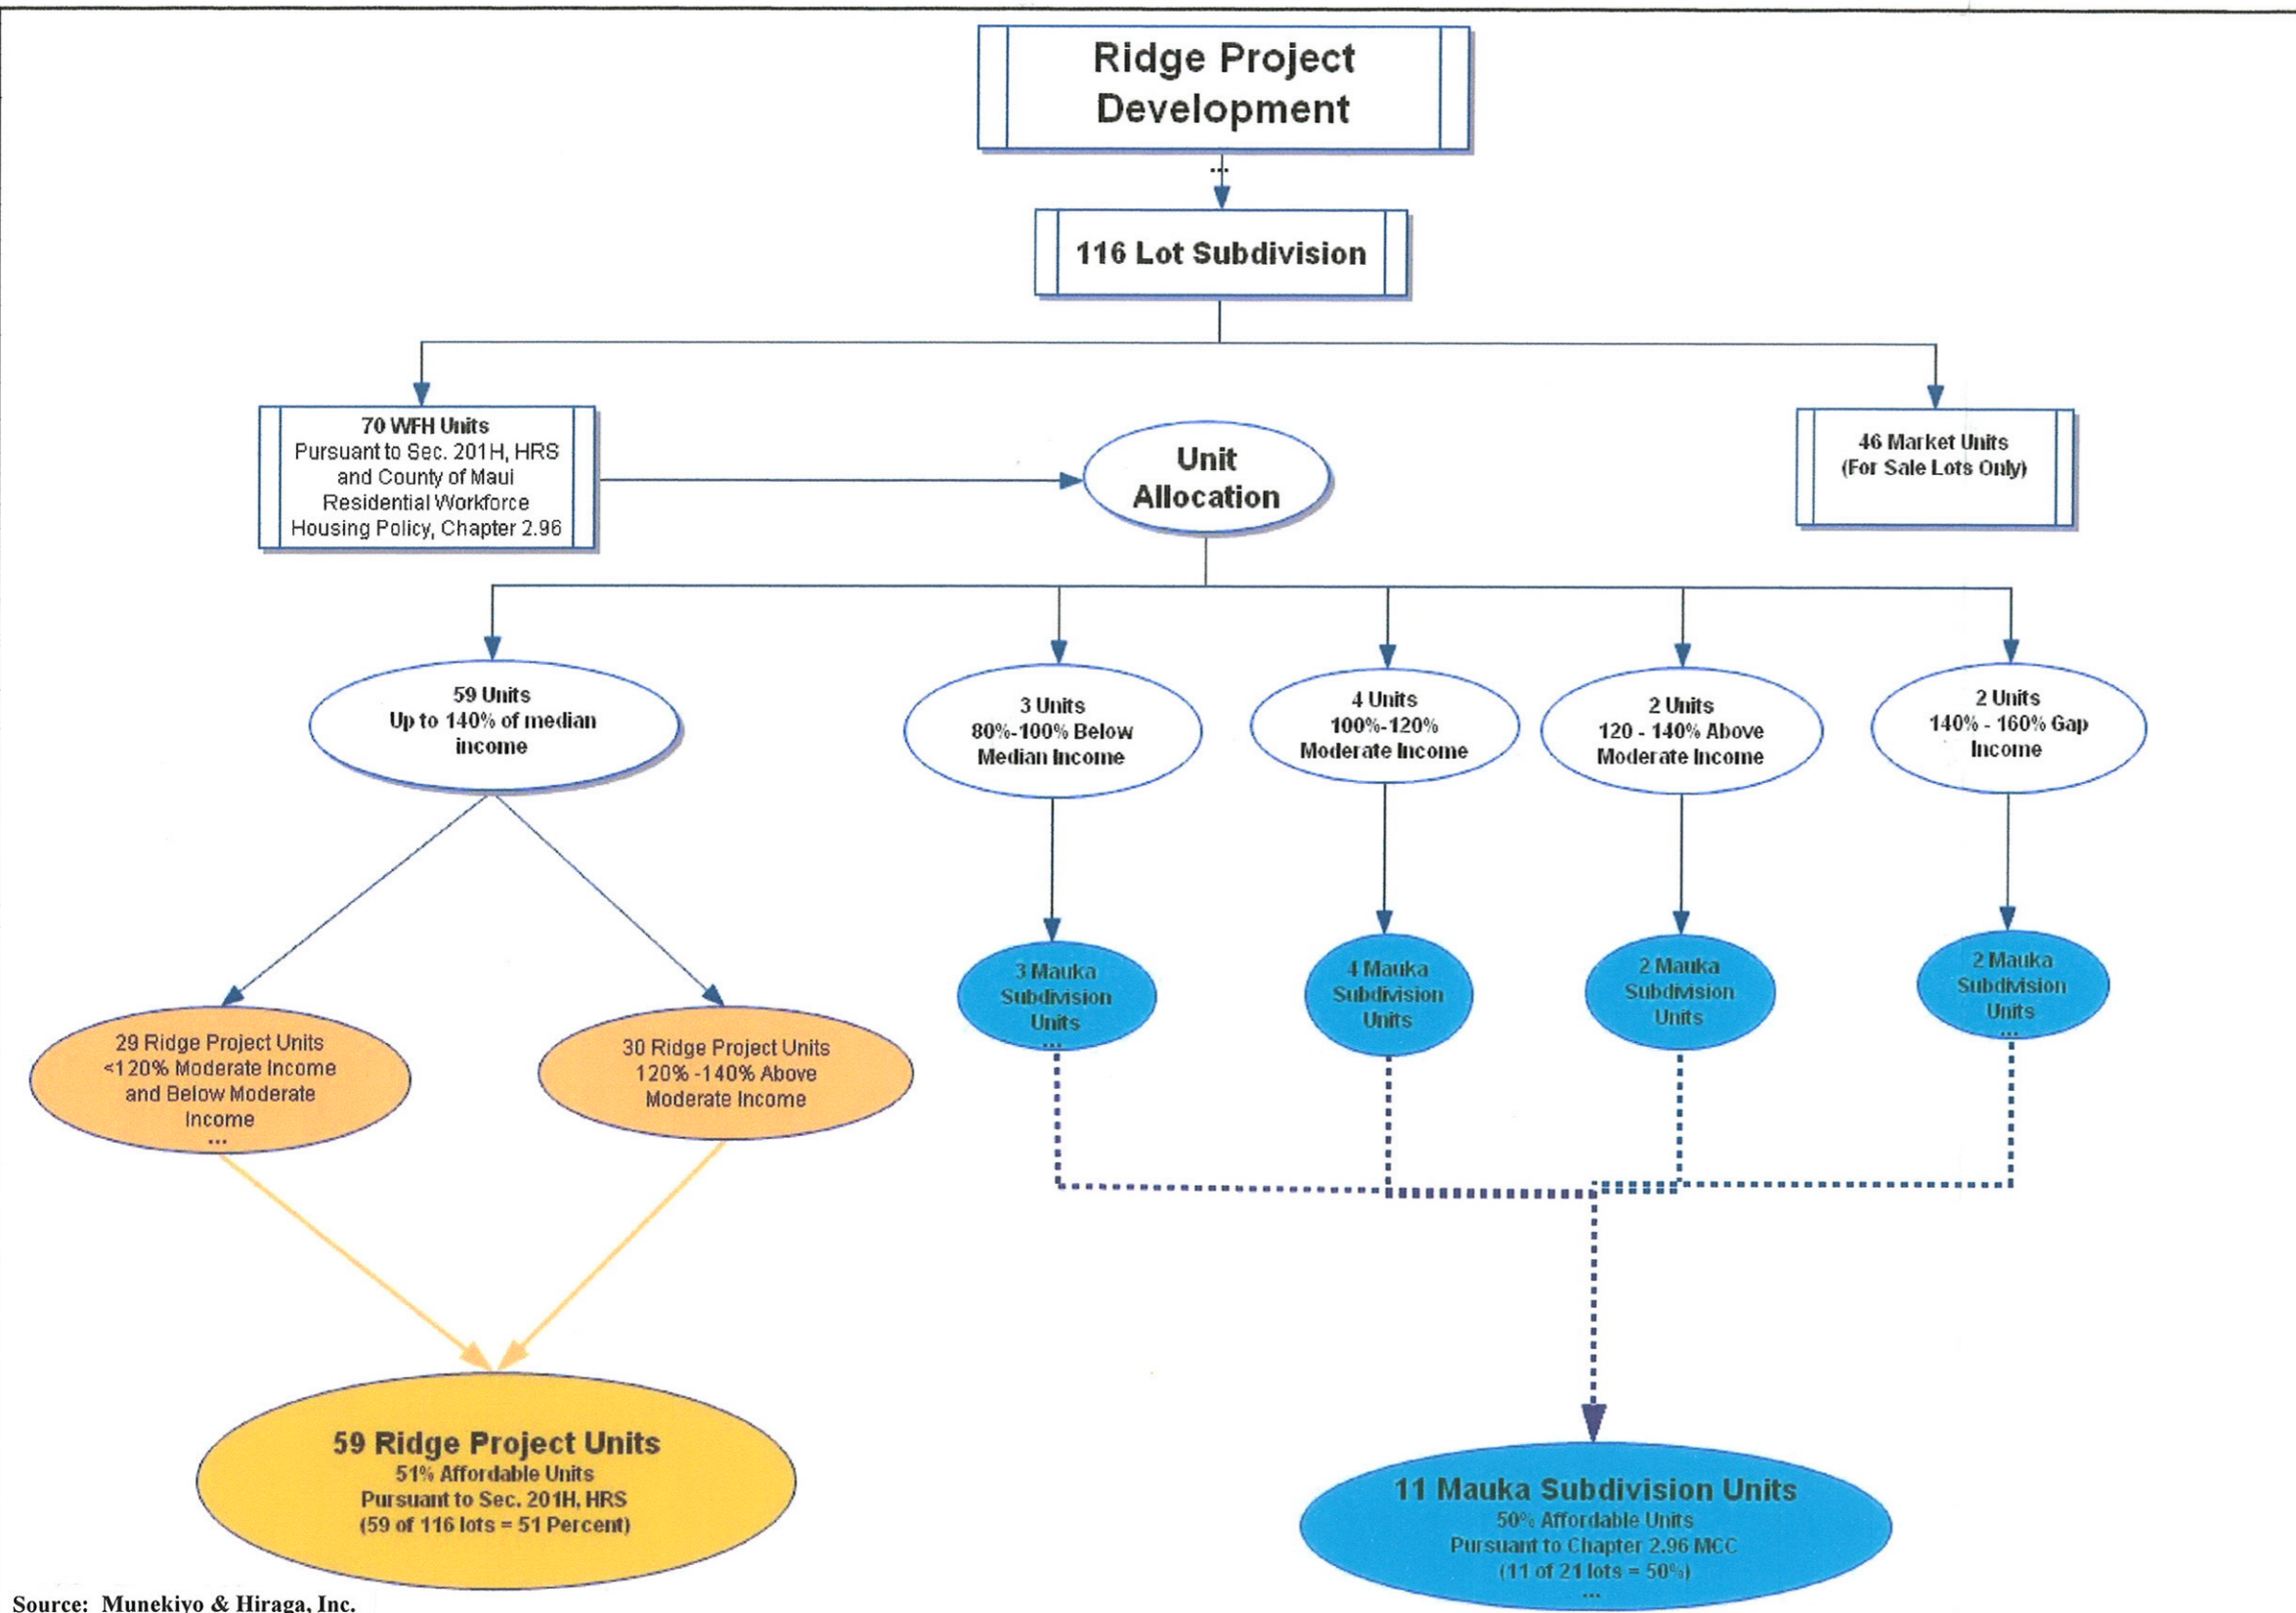 Ridge Project
Development
...
116 Lot Subdivision
70 WFH Units
Pursuant to Sec. 201H, HRS
and County of Maui
Residential Workforce
Housing Policy, Chapter 2.96
Unit
Allocation
46 Market Units
(For Sale Lots Only)
59 Units
Up to 140% of median
income
3 Units
80%-100% Below
Median Income
4 Units
100%-120%
Moderate Income
2 Units
120 - 140% Above
Moderate Income
2 Units
140% - 160% Gap
Income
29 Ridge Project Units
<120% Moderate Income
and Below Moderate
Income
...
30 Ridge Project Units
120% -140% Above
Moderate Income
3 Mauka
Subdivision
Units
...
4 Mauka
Subdivision
Units
2 Mauka
Subdivision
Units
2 Mauka
Subdivision
Units
...
59 Ridge Project Units
51% Affordable Units
Pursuant to Sec. 201H, HRS
(59 of 116 lots = 51 Percent)
11 Mauka Subdivision Units
50% Affordable Units
Pursuant to Chapter 2.96 MCC
(11 of 21 lots = 50%)
...
Source: Munekiyo & Hiraga, Inc.